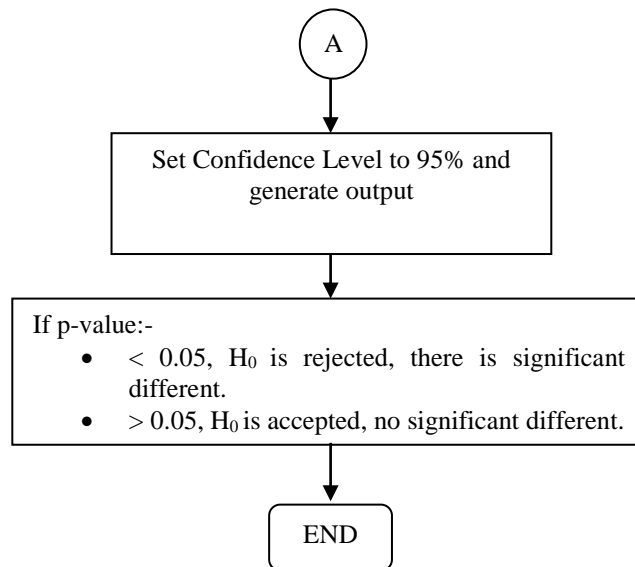 A
Set Confidence Level to 95% and
generate output
If p-value:-
• < 0.05, H₀ is rejected, there is significant
different.
• > 0.05, H₀ is accepted, no significant different.
END